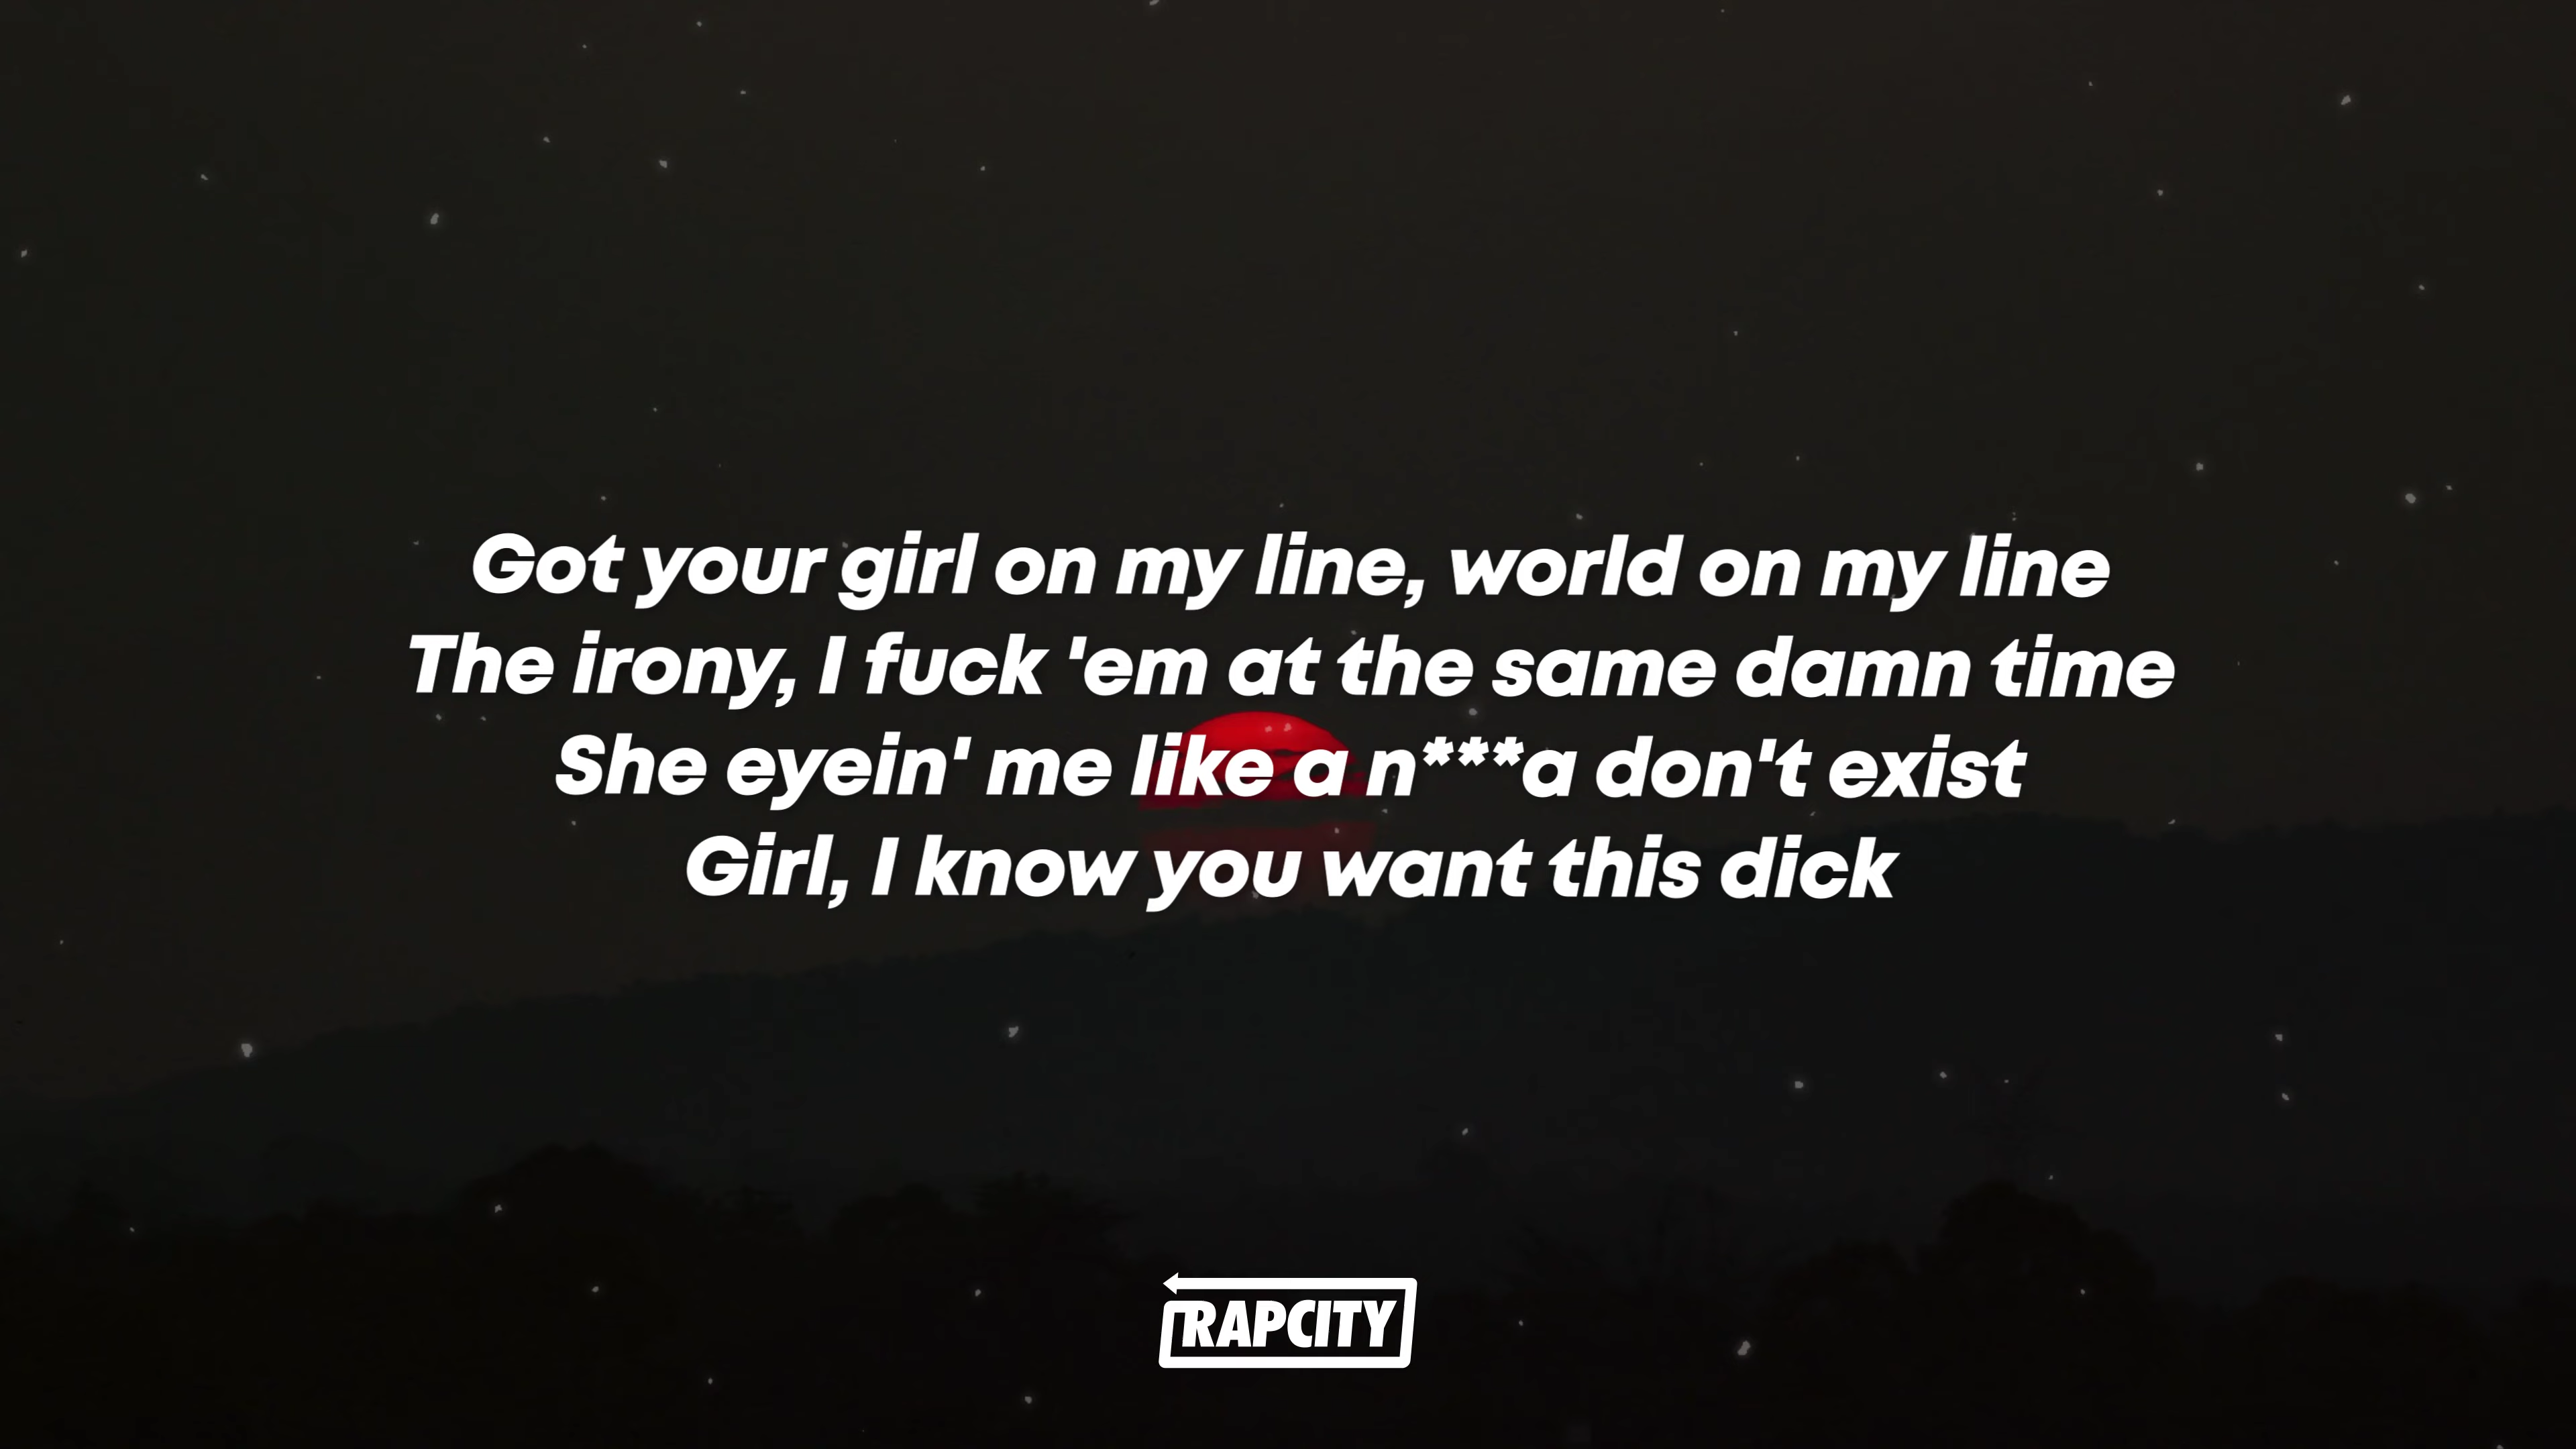 Got your girl on my line, world on my line
The irony, I fuck 'em at the same damn time
She eyein' me like a n***a don't exist
Girl, I know you want this dick
RAPCITY